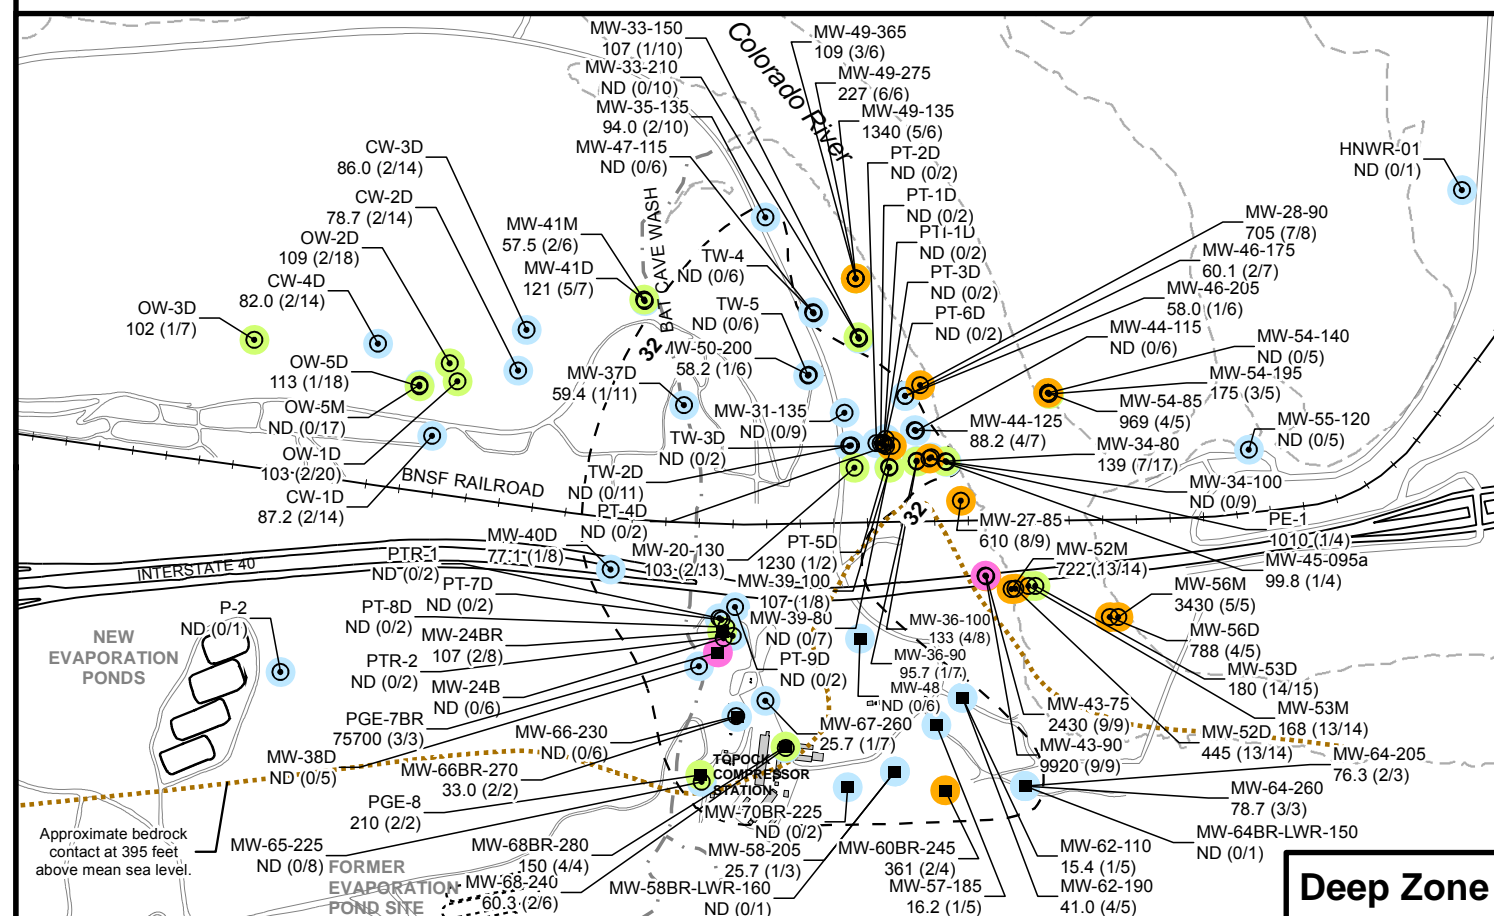 MW-33-150
107 (1/10)
MW-33-210
ND (0/10)
MW-35-135
94.0 (2/10)
MW-47-115
ND (0/6)
Colorado River
MW-49-365
109 (3/6)
MW-49-275
227 (6/6)
MW-49-135
1340 (5/6)
PT-2D
ND (0/2)
PT-1D
ND (0/2)
PTI-1D
ND (0/2)
PT-3D
ND (0/2)
PT-6D
ND (0/2)
HNWR-01
ND (0/1)
CW-3D
86.0 (2/14)
CW-2D
78.7 (2/14)
OW-2D
109 (2/18)
CW-4D
82.0 (2/14)
OW-3D
102 (1/7)
OW-5D
113 (1/18)
OW-5M
ND (0/17)
OW-1D
103 (2/20)
CW-1D
87.2 (2/14)
MW-41M
57.5 (2/6)
MW-41D
121 (5/7)
BAT CAVE WASH
32
TW-4
ND (0/6)
TW-5
ND (0/6)
MW-50-200
58.2 (1/6)
MW-37D
59.4 (1/11)
MW-31-135
ND (0/9)
TW-3D
ND (0/2)
TW-2D
ND (0/11)
PT-4D
ND (0/2)
MW-28-90
705 (7/8)
MW-46-175
60.1 (2/7)
MW-46-205
58.0 (1/6)
MW-44-115
ND (0/6)
MW-54-140
ND (0/5)
MW-54-195
175 (3/5)
MW-54-85
969 (4/5)
MW-55-120
ND (0/5)
MW-44-125
88.2 (4/7)
MW-34-80
139 (7/17)
MW-34-100
ND (0/9)
PE-1
1010 (1/4)
MW-45-095a
99.8 (1/4)
BNSF RAILROAD
INTERSTATE 40
32
MW-27-85
610 (8/9)
MW-52M
722 (13/14)
MW-56M
3430 (5/5)
MW-56D
788 (4/5)
MW-53D
180 (14/15)
MW-53M
168 (13/14)
MW-52D
445 (13/14)
MW-43-75
2430 (9/9)
MW-43-90
9920 (9/9)
MW-40D
77.1 (1/8)
MW-20-130
103 (2/13)
PT-5D
1230 (1/2)
MW-39-100
107 (1/8)
MW-39-80
ND (0/7)
PT-9D
ND (0/2)
MW-36-100
133 (4/8)
MW-36-90
95.7 (1/7)
MW-48
ND (0/6)
PTR-1
ND (0/2)
PT-7D
ND (0/2)
PT-8D
ND (0/2)
MW-24BR
107 (2/8)
PTR-2
ND (0/2)
MW-24B
ND (0/6)
PGE-7BR
75700 (3/3)
MW-38D
ND (0/5)
P-2
ND (0/1)
NEW
EVAPORATION
PONDS
MW-66-230
ND (0/6)
MW-66BR-270
33.0 (2/2)
PGE-8
210 (2/2)
MW-65-225
ND (0/8)
MW-67-260
25.7 (1/7)
TOPOCK
COMPRESSOR
STATION
MW-70BR-225
ND (0/2)
MW-68BR-280
150 (4/4)
MW-68-240
60.3 (2/6)
MW-58-205
25.7 (1/3)
MW-58BR-LWR-160
ND (0/1)
MW-60BR-245
361 (2/4)
MW-57-185
16.2 (1/5)
MW-62-110
15.4 (1/5)
MW-62-190
41.0 (4/5)
MW-64-205
76.3 (2/3)
MW-64-260
78.7 (3/3)
MW-64BR-LWR-150
ND (0/1)
Approximate bedrock
contact at 395 feet
above mean sea level.
FORMER
EVAPORATION
POND SITE
Deep Zone